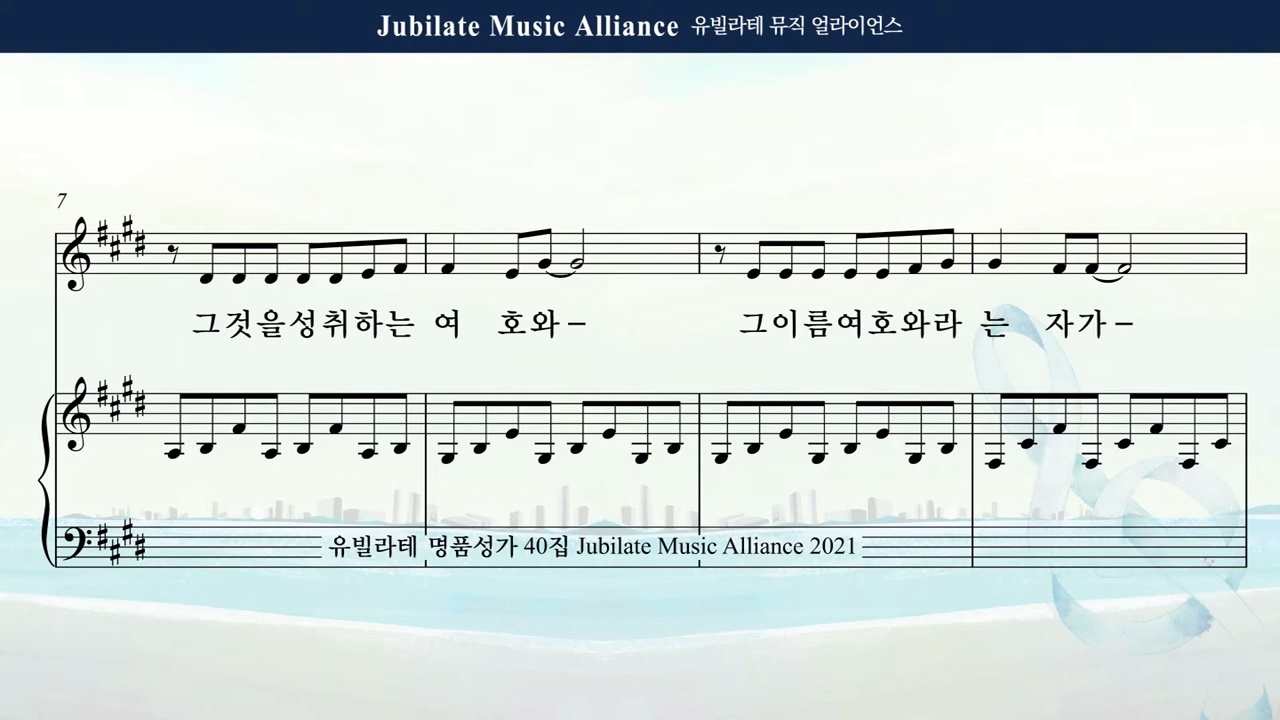 Jubilate Music Alliance 유빌라테 뮤직 얼라이언스
7
그것을성취하는 여 호와– 그이름여호와라 는 자가–
유빌라테 명품성가 40집 Jubilate Music Alliance 2021